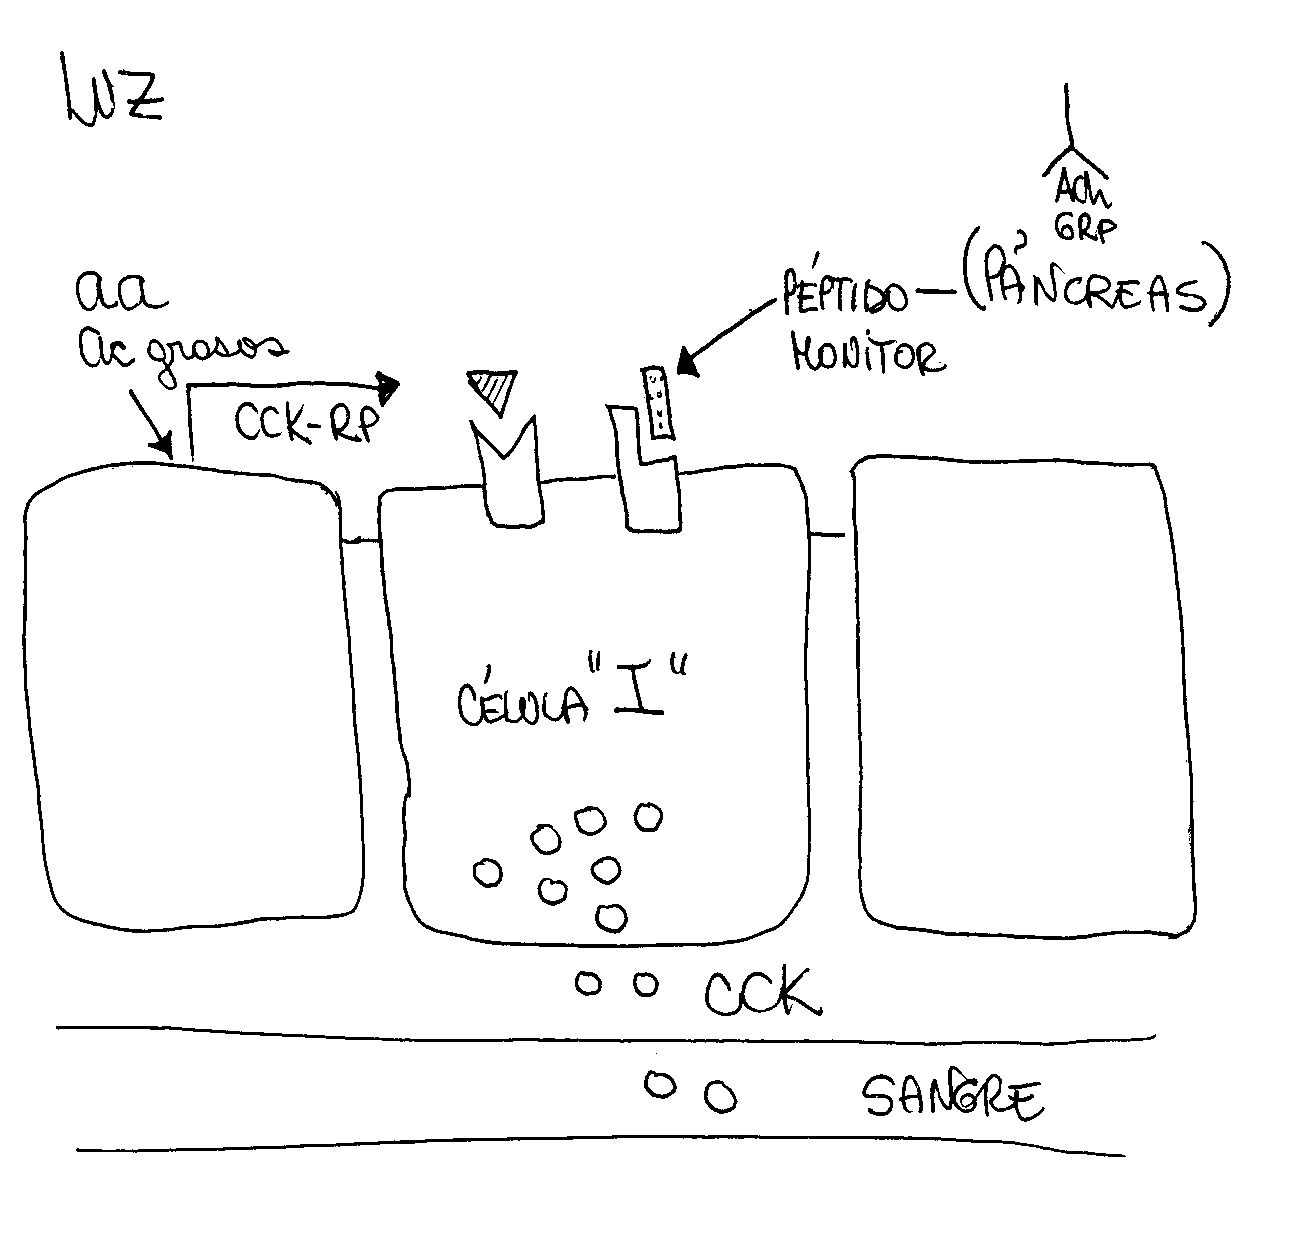 LUZ
ACh
GRP
aa
ac grasos
CCK-RP
PÉPTIDO — (PÁNCREAS)
MONITOR
CÉLULA "I"
CCK
SANGRE